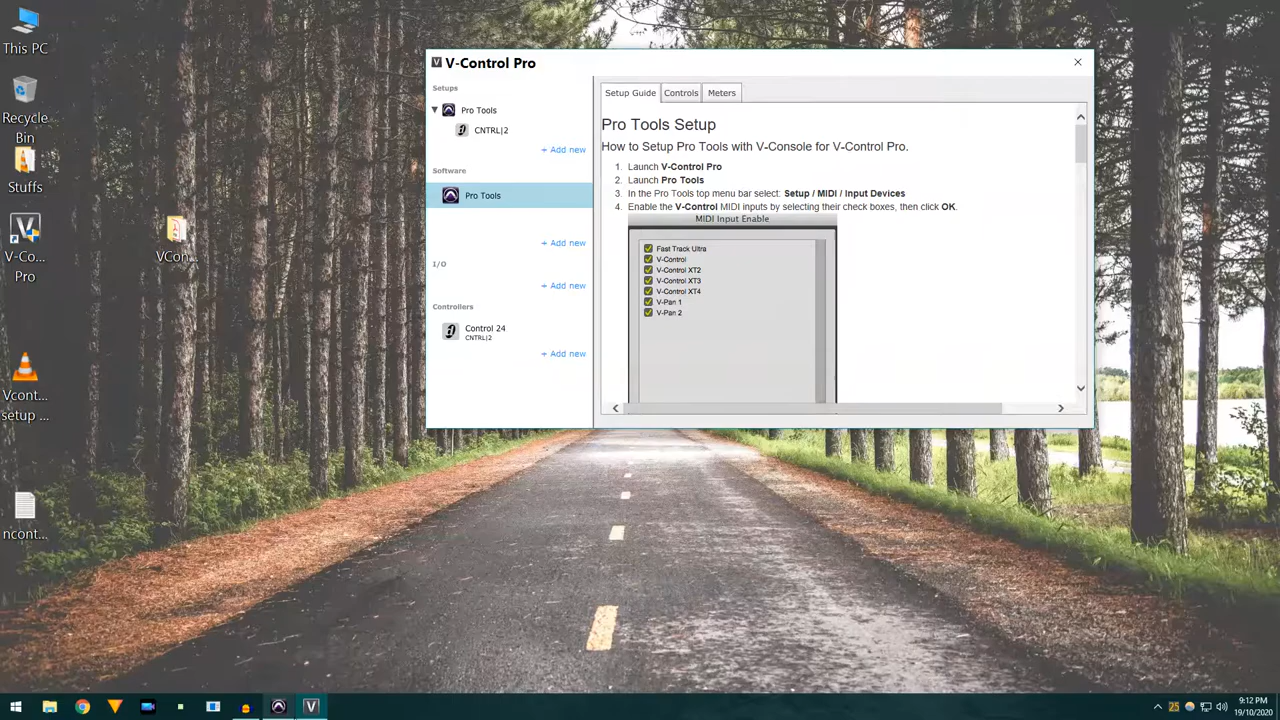 This PC
Recycle
Bin
Stuffs
V-Co...
Pro
VCon...
Vcont...
setup ...
ncont...
V-Control Pro
Setups
Pro Tools
CNTRL|2
+ Add new
Software
Pro Tools
+ Add new
I/O
+ Add new
Controllers
Control 24
CNTRL|2
+ Add new
Setup Guide Controls Meters
Pro Tools Setup
How to Setup Pro Tools with V-Console for V-Control Pro.
1. Launch V-Control Pro
2. Launch Pro Tools
3. In the Pro Tools top menu bar select: Setup / MIDI / Input Devices
4. Enable the V-Control MIDI inputs by selecting their check boxes, then click OK.
MIDI Input Enable
Fast Track Ultra
V-Control
V-Control XT2
V-Control XT3
V-Control XT4
V-Pan 1
V-Pan 2
25
9:12 PM
19/10/2020